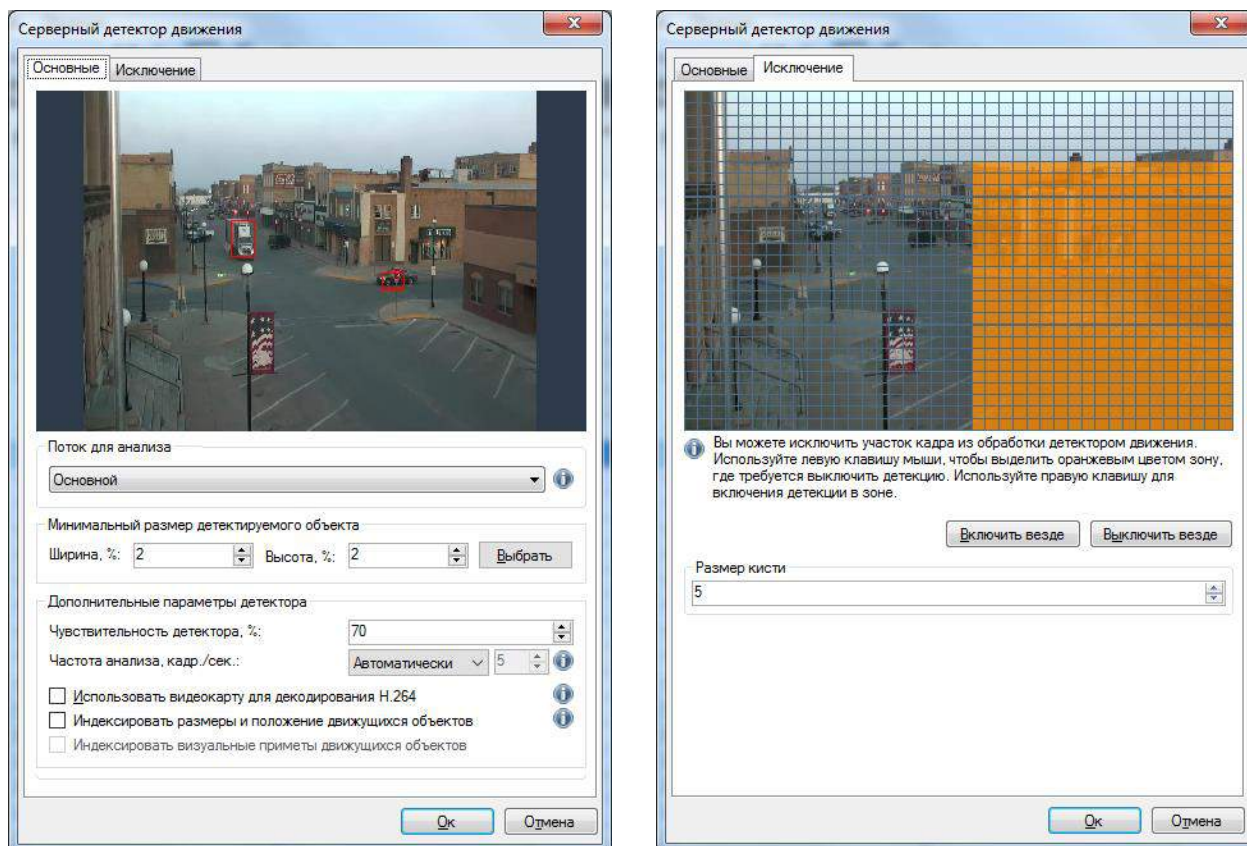 Серверный детектор движения
Основные
Исключение
Поток для анализа
Основной
Минимальный размер детектируемого объекта
Ширина, %: 2
Высота, %: 2
Выбрать
Дополнительные параметры детектора
Чувствительность детектора, %: 70
Частота анализа, кадр./сек.: Автоматически 5
Использовать видеокарту для декодирования H.264
Индексировать размеры и положение движущихся объектов
Индексировать визуальные приметы движущихся объектов
Ок
Отмена
Серверный детектор движения
Основные
Исключение
Вы можете исключить участок кадра из обработки детектором движения.
Используйте левую клавишу мыши, чтобы выделить оранжевым цветом зону,
где требуется выключить детекцию. Используйте правую клавишу для
включения детекции в зоне.
Включить везде
Выключить везде
Размер кисти
5
Ок
Отмена